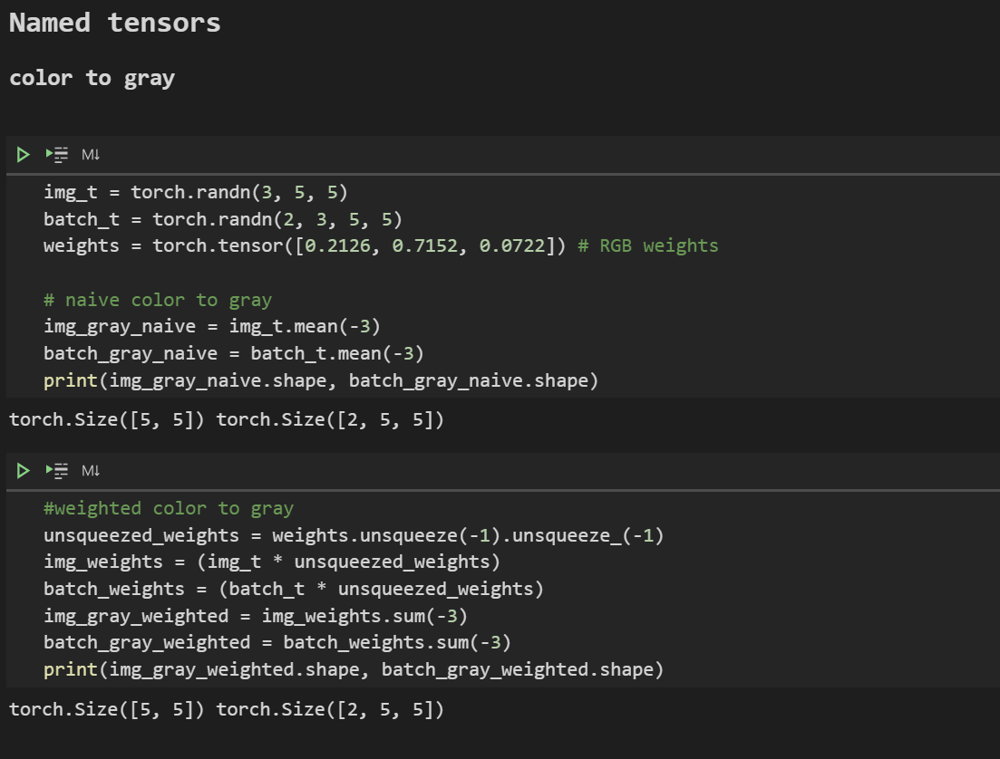 Named tensors
color to gray
M↓
img_t = torch.randn(3, 5, 5)
batch_t = torch.randn(2, 3, 5, 5)
weights = torch.tensor([0.2126, 0.7152, 0.0722]) # RGB weights
# naive color to gray
img_gray_naive = img_t.mean(-3)
batch_gray_naive = batch_t.mean(-3)
print(img_gray_naive.shape, batch_gray_naive.shape)
torch.Size([5, 5]) torch.Size([2, 5, 5])
M↓
#weighted color to gray
unsqueezed_weights = weights.unsqueeze(-1).unsqueeze_(-1)
img_weights = (img_t * unsqueezed_weights)
batch_weights = (batch_t * unsqueezed_weights)
img_gray_weighted = img_weights.sum(-3)
batch_gray_weighted = batch_weights.sum(-3)
print(img_gray_weighted.shape, batch_gray_weighted.shape)
torch.Size([5, 5]) torch.Size([2, 5, 5])